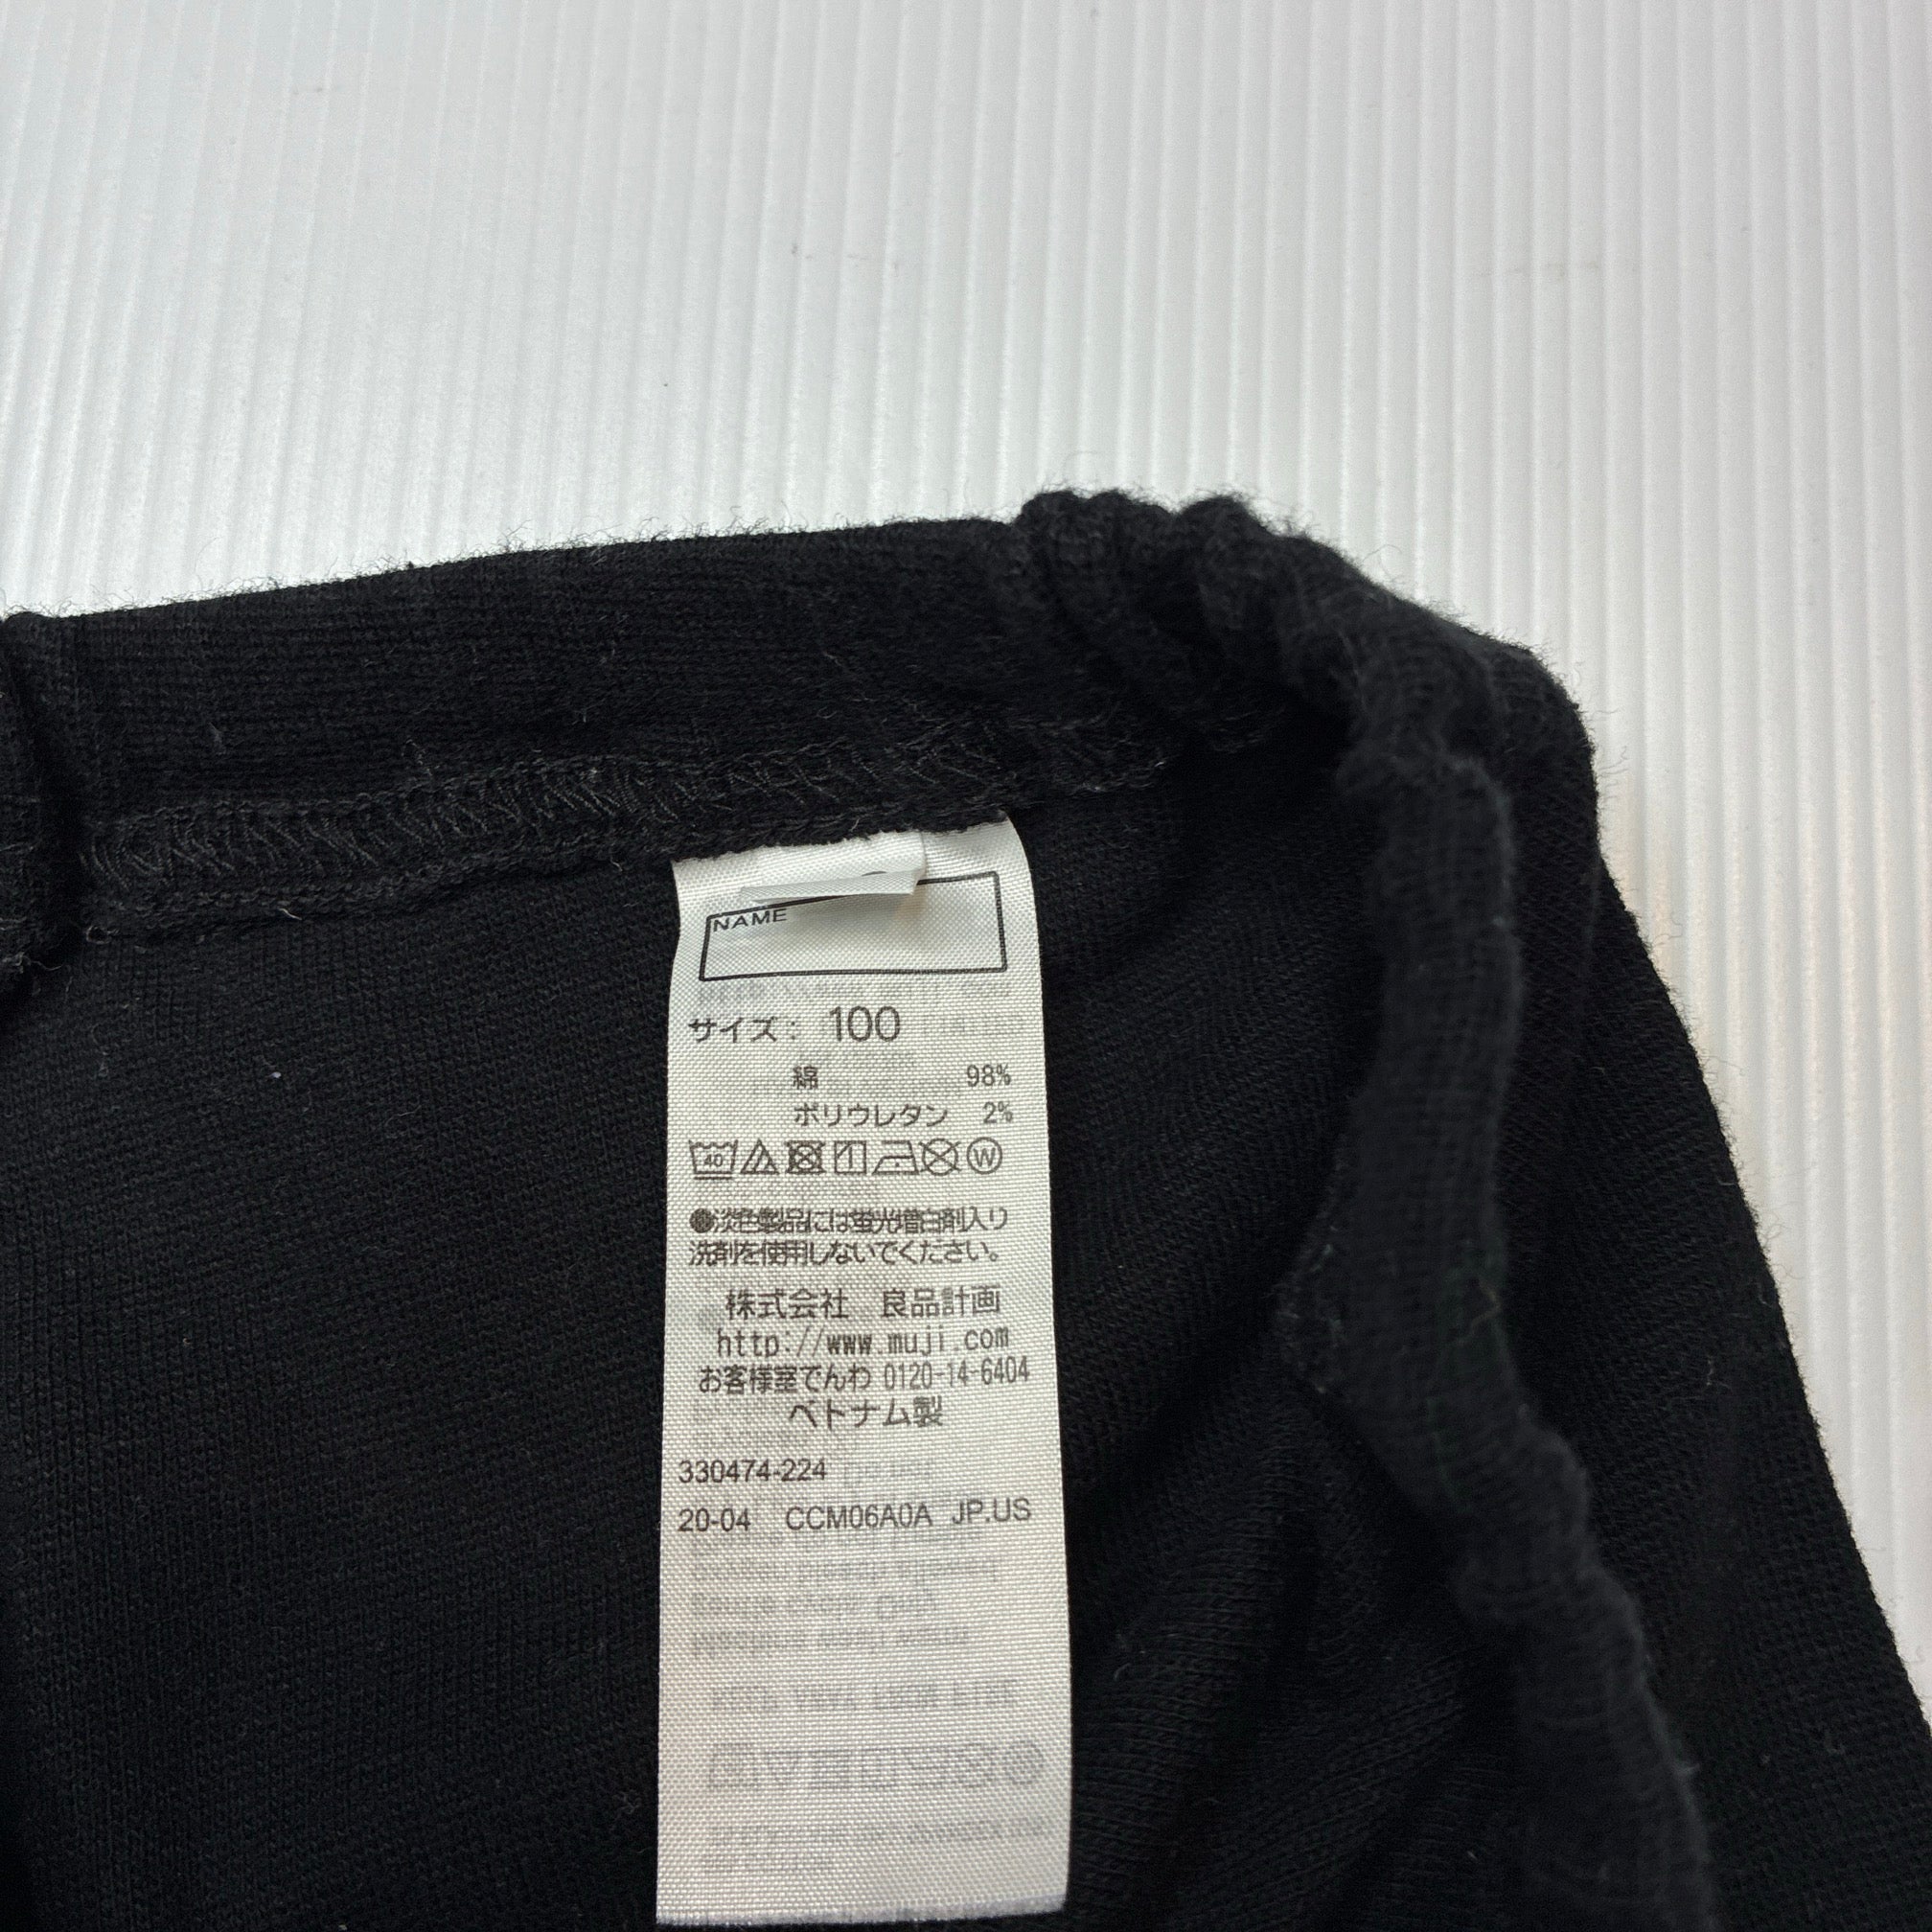 NAME
サイズ: 100
綿 98%
ポリウレタン 2%
40
W
●淡色製品には蛍光増白剤入り
洗剤を使用しないでください。
株式会社 良品計画
http://www.muji.com
お客様室でんわ 0120-14-6404
ベトナム製
330474-224
20-04 CCM06A0A JP.US